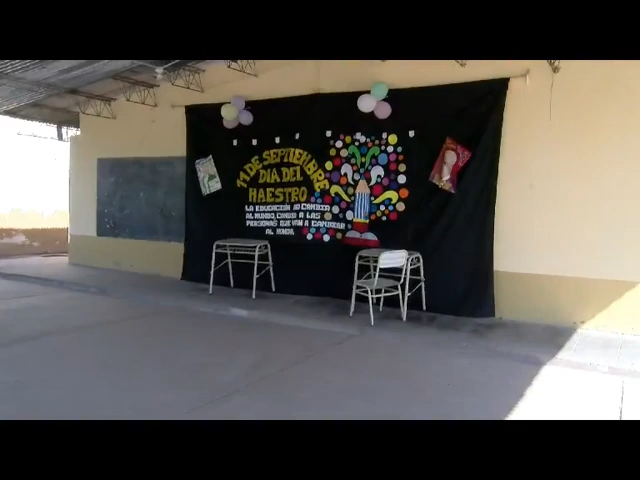 11 DE SEPTIEMBRE
DIA DEL
MAESTRO
LA EDUCACIÓN NO CAMBIA
AL MUNDO, CAMBIA A LAS
PERSONAS QUE VAN A CAMBIAR
AL MUNDO.